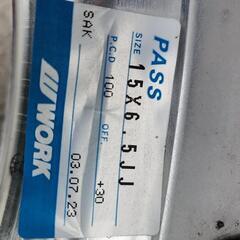 PASS
SIZE 15X6.5JJ
P.C.D 100 OFF. +30
SAK 03.07.23
WORK